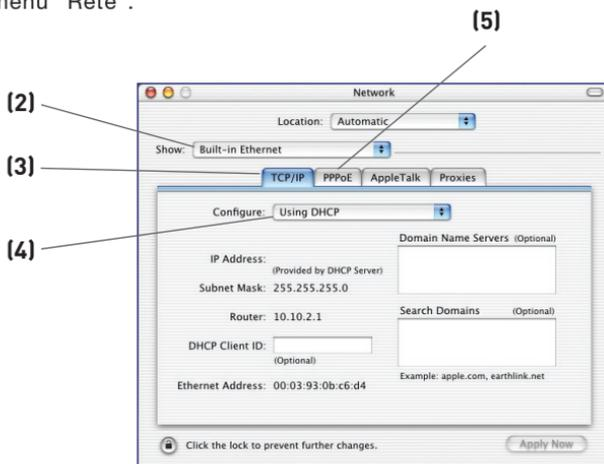 menu "Rete".
(5)
(2)
Network
Location: Automatic
Show: Built-in Ethernet
(3)
TCP/IP PPPoE AppleTalk Proxies
(4)
Configure: Using DHCP
Domain Name Servers (Optional)
IP Address:
(Provided by DHCP Server)
Subnet Mask: 255.255.255.0
Router: 10.10.2.1
Search Domains (Optional)
DHCP Client ID:
(Optional)
Example: apple.com, earthlink.net
Ethernet Address: 00:03:93:0b:c6:d4
Click the lock to prevent further changes.
Apply Now